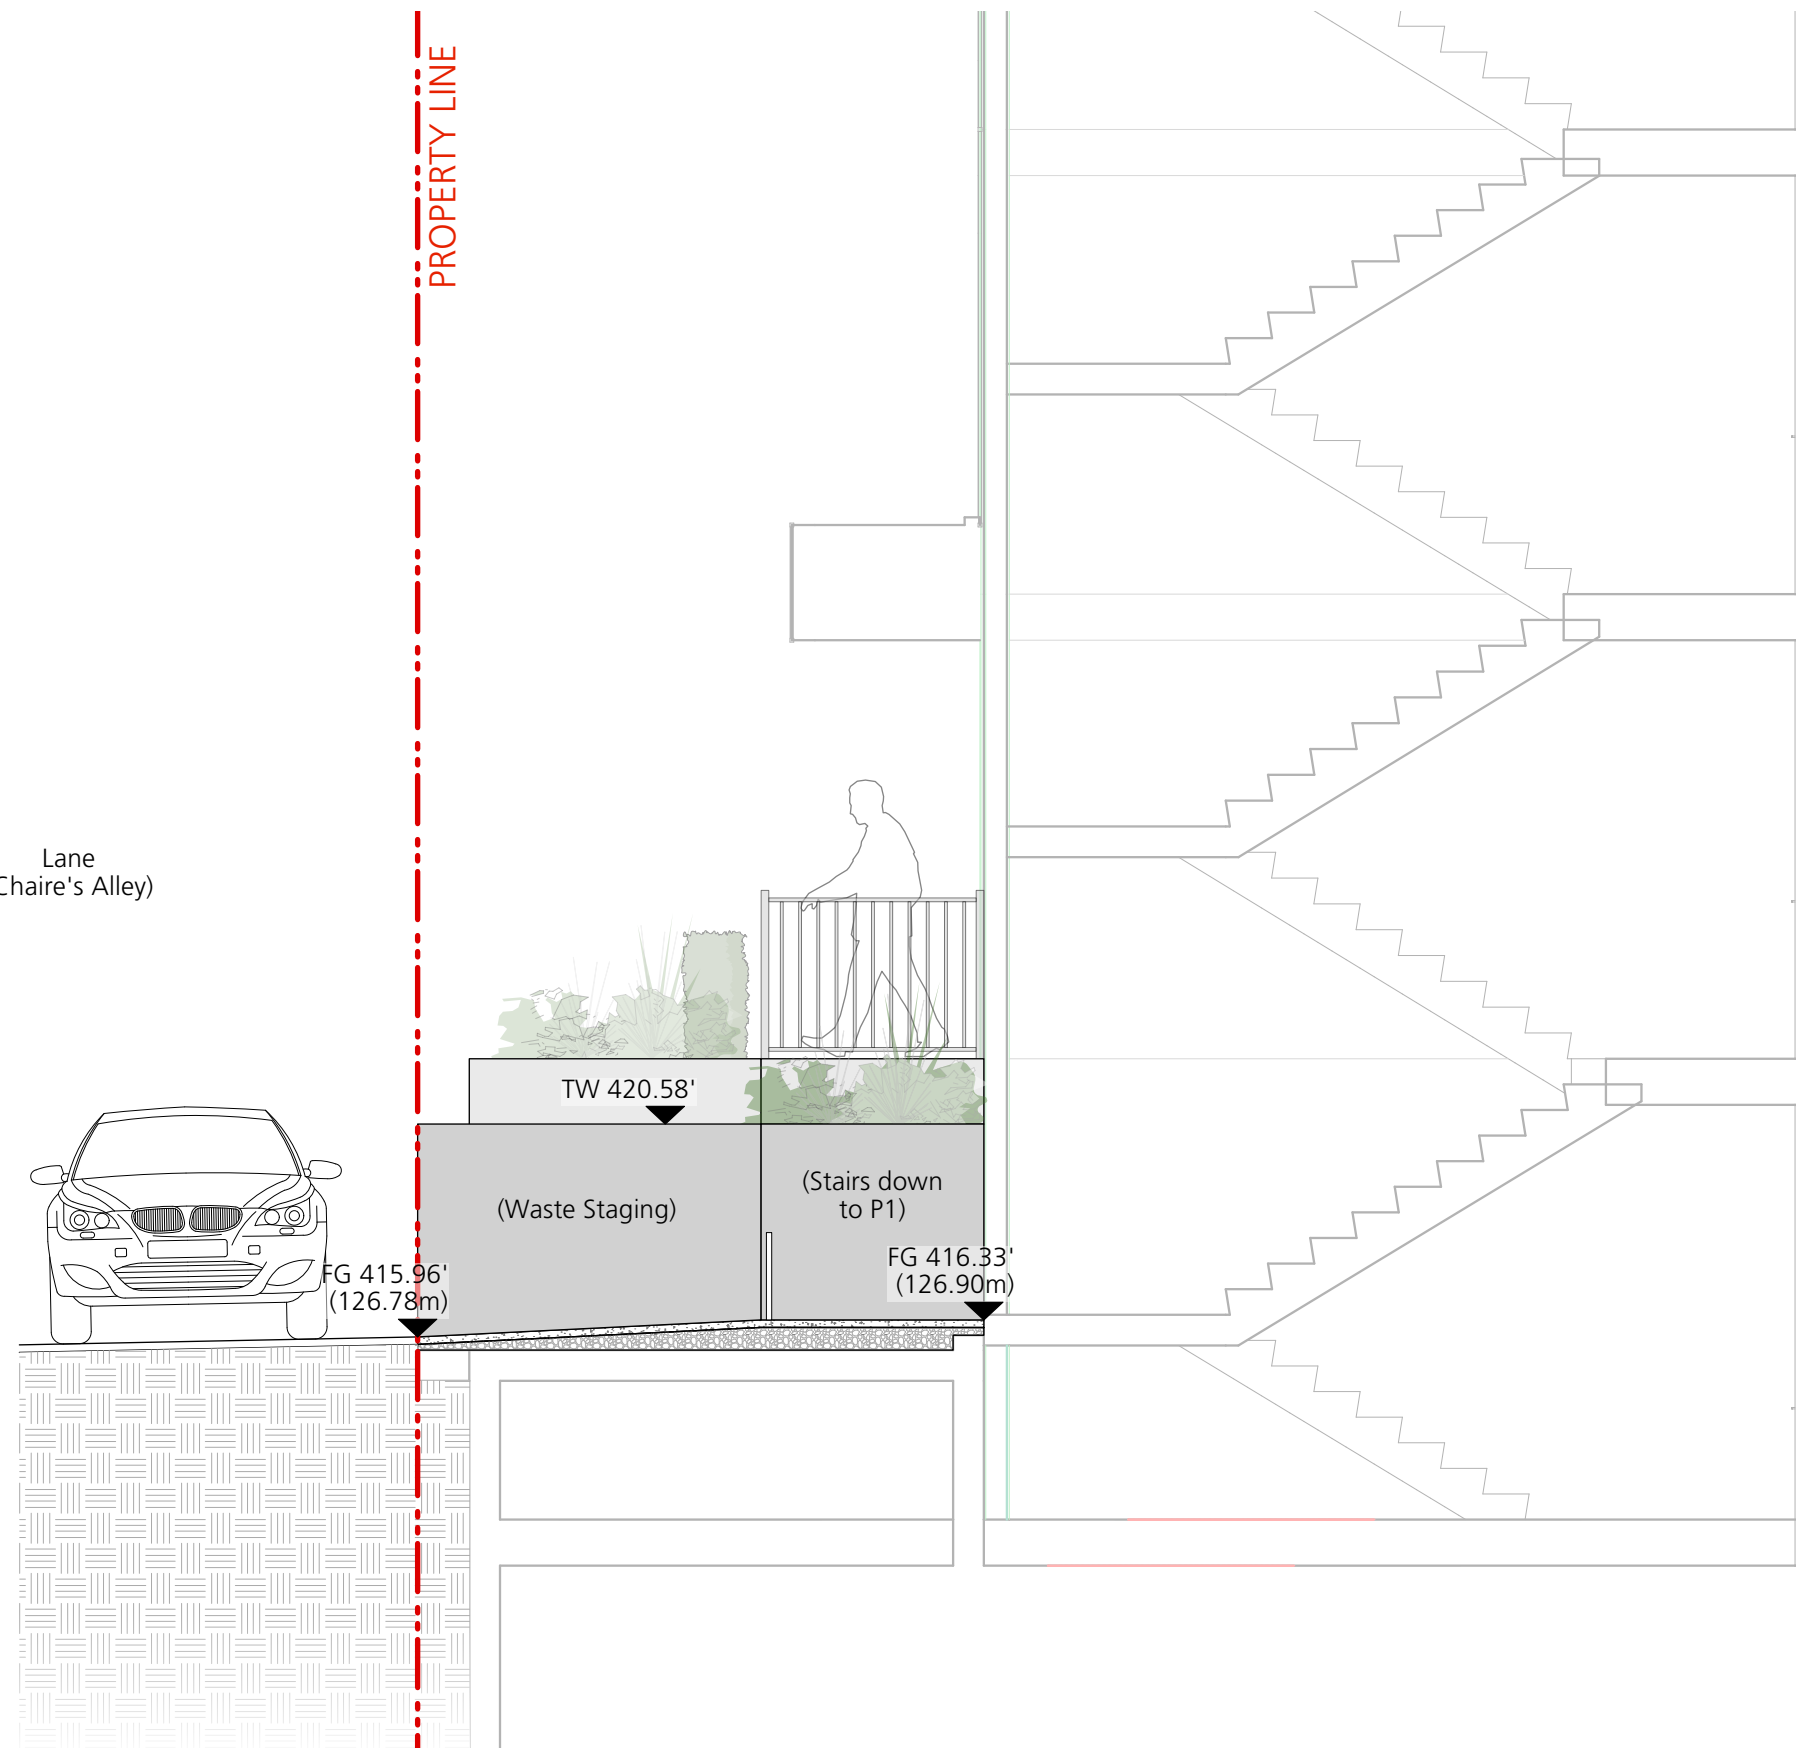 PROPERTY LINE
Lane
Chaire's Alley)
TW 420.58'
(Waste Staging)
(Stairs down
to P1)
FG 415.96'
(126.78m)
FG 416.33'
(126.90m)